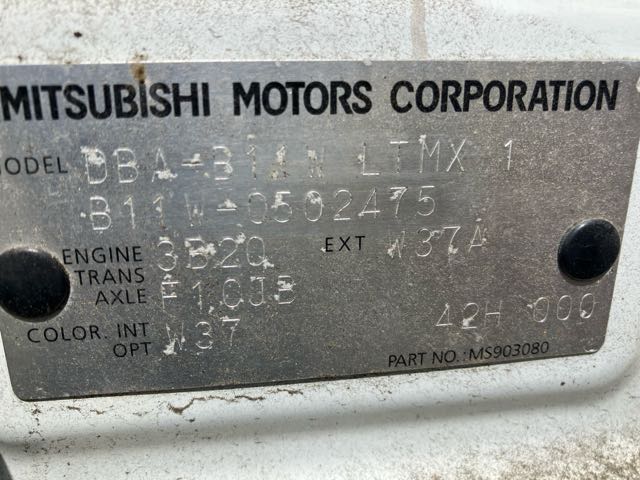 MITSUBISHI MOTORS CORPORATION
MODEL DBA-B11W LTMX 1
B11W-0502475
ENGINE 3B20 EXT W37A
TRANS
AXLE F1CJB
COLOR. INT W37 42H 000
OPT
PART NO.: MS903080